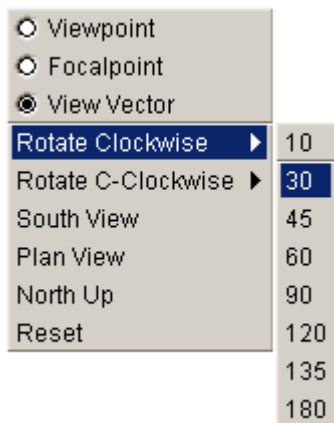 Viewpoint
Focalpoint
View Vector
Rotate Clockwise
Rotate C-Clockwise
South View
Plan View
North Up
Reset
10
30
45
60
90
120
135
180